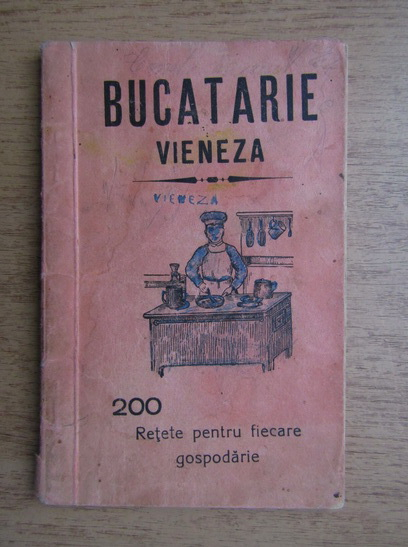 BUCATARIE
VIENEZA
VIENEZA
200
Rețete pentru fiecare
gospodărie